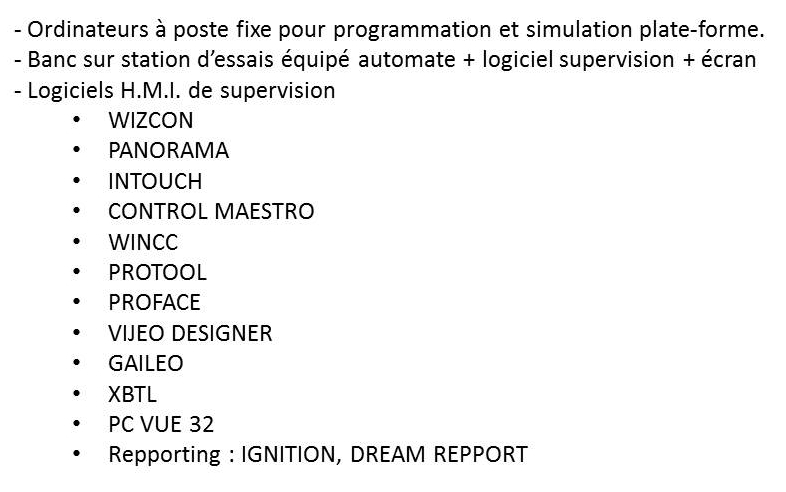 - Ordinateurs à poste fixe pour programmation et simulation plate-forme.
- Banc sur station d’essais équipé automate + logiciel supervision + écran
- Logiciels H.M.I. de supervision
• WIZCON
• PANORAMA
• INTOUCH
• CONTROL MAESTRO
• WINCC
• PROTOOL
• PROFACE
• VIJEO DESIGNER
• GAILEO
• XBTL
• PC VUE 32
• Repporting : IGNITION, DREAM REPPORT